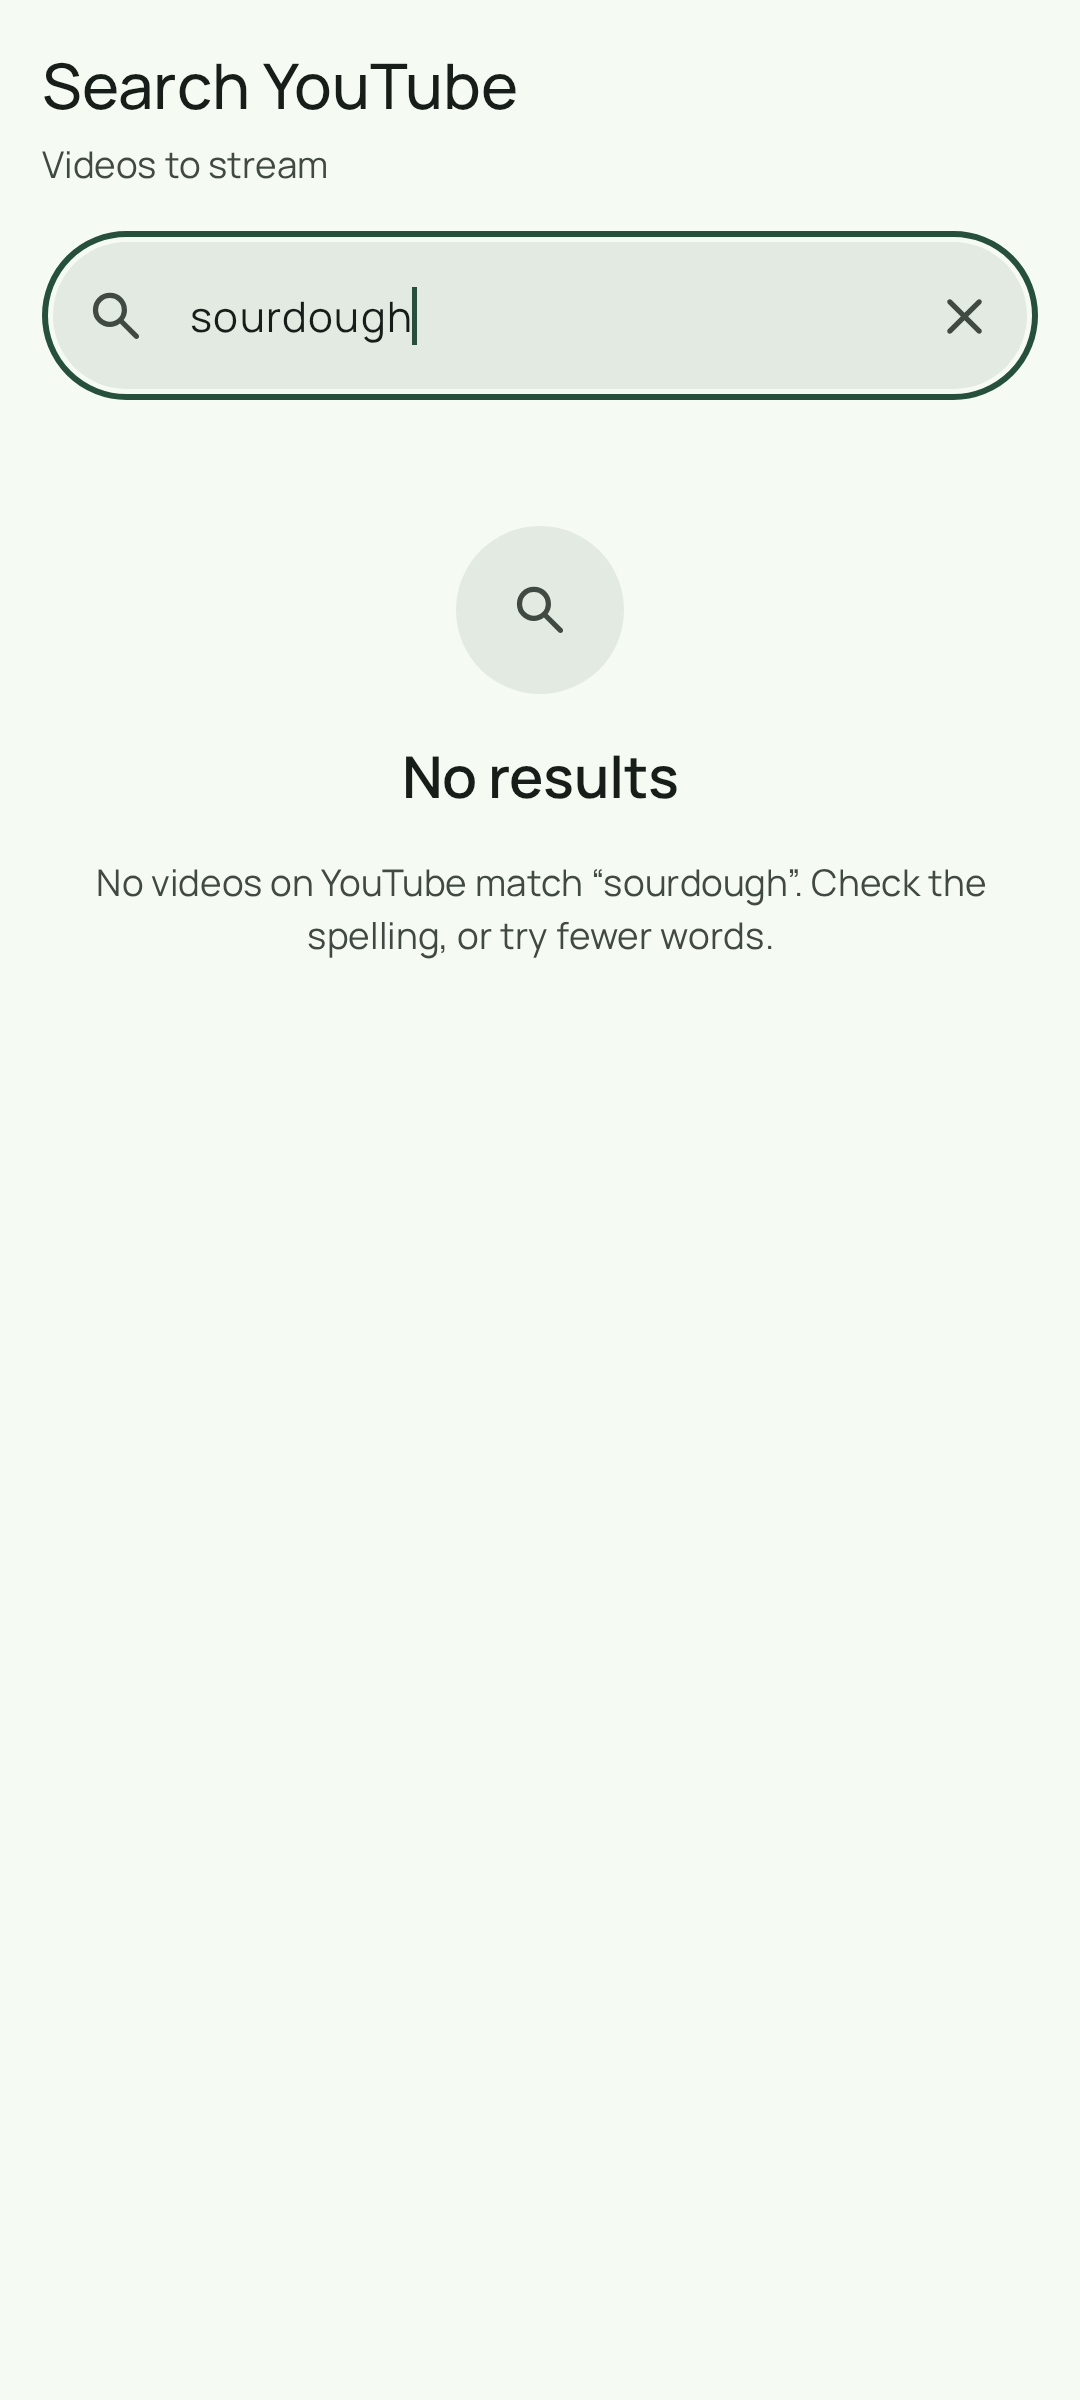 Search YouTube
Videos to stream
sourdough
No results
No videos on YouTube match “sourdough”. Check the
spelling, or try fewer words.